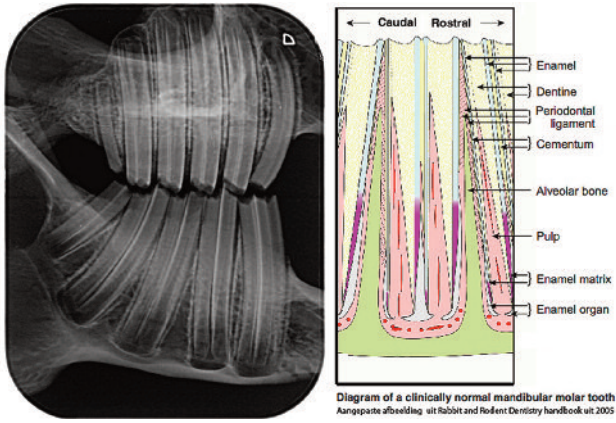 D
Caudal Rostral
Enamel
Dentine
Periodontal
ligament
Cementum
Alveolar bone
Pulp
Enamel matrix
Enamel organ
Diagram of a clinically normal mandibular molar tooth
Aangepaste afbeelding uit Rabbit and Rodent Dentistry handbook uit 2005